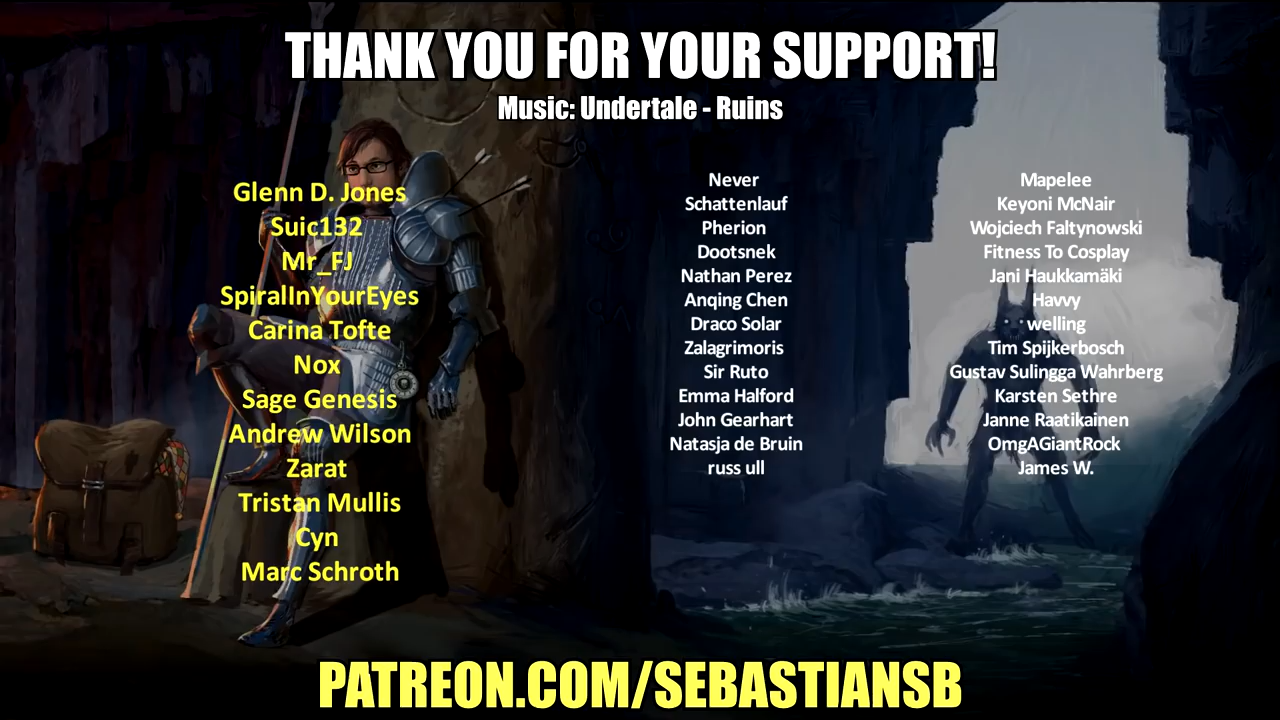 THANK YOU FOR YOUR SUPPORT!
Music: Undertale - Ruins
Glenn D. Jones
Suic132
Mr_FJ
SpiralInYourEyes
Carina Tofte
Nox
Sage Genesis
Andrew Wilson
Zarat
Tristan Mullis
Cyn
Marc Schroth
Never
Schattenlauf
Pherion
Dootsnek
Nathan Perez
Anqing Chen
Draco Solar
Zalagrimoris
Sir Ruto
Emma Halford
John Gearhart
Natasja de Bruin
russ ull
Mapelee
Keyoni McNair
Wojciech Faltynowski
Fitness To Cosplay
Jani Haukkamäki
Havvy
welling
Tim Spijkerbosch
Gustav Sulingga Wahrberg
Karsten Sethre
Janne Raatikainen
OmgAGiantRock
James W.
PATREON.COM/SEBASTIANSB